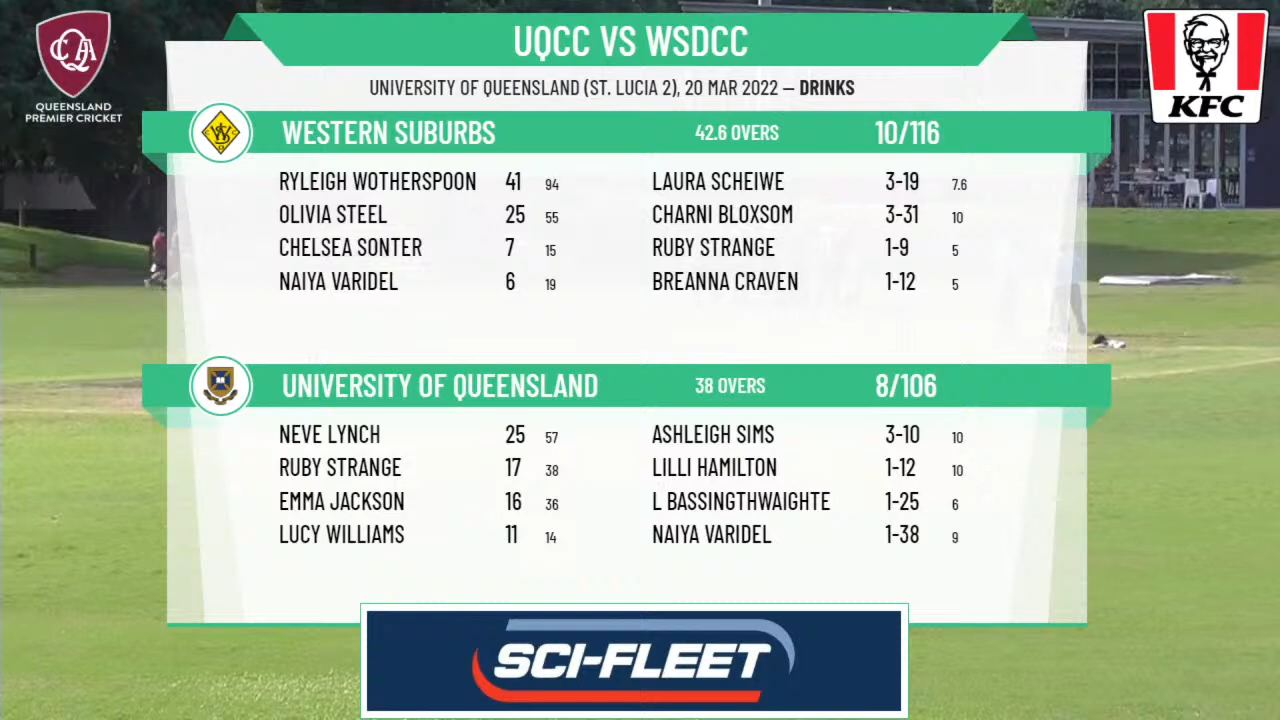 UQCC VS WSDCC
QUEENSLAND
PREMIER CRICKET
KFC
UNIVERSITY OF QUEENSLAND (ST. LUCIA 2), 20 MAR 2022 – DRINKS
WESTERN SUBURBS 42.6 OVERS 10/116
RYLEIGH WOTHERSPOON 41 94 LAURA SCHEIWE 3-19 7.6
OLIVIA STEEL 25 55 CHARNI BLOXSOM 3-31 10
CHELSEA SONTER 7 15 RUBY STRANGE 1-9 5
NAIYA VARIDEL 6 19 BREANNA CRAVEN 1-12 5
UNIVERSITY OF QUEENSLAND 38 OVERS 8/106
NEVE LYNCH 25 57 ASHLEIGH SIMS 3-10 10
RUBY STRANGE 17 38 LILLI HAMILTON 1-12 10
EMMA JACKSON 16 36 L BASSINGTHWAIGHTE 1-25 6
LUCY WILLIAMS 11 14 NAIYA VARIDEL 1-38 9
SCI-FLEET